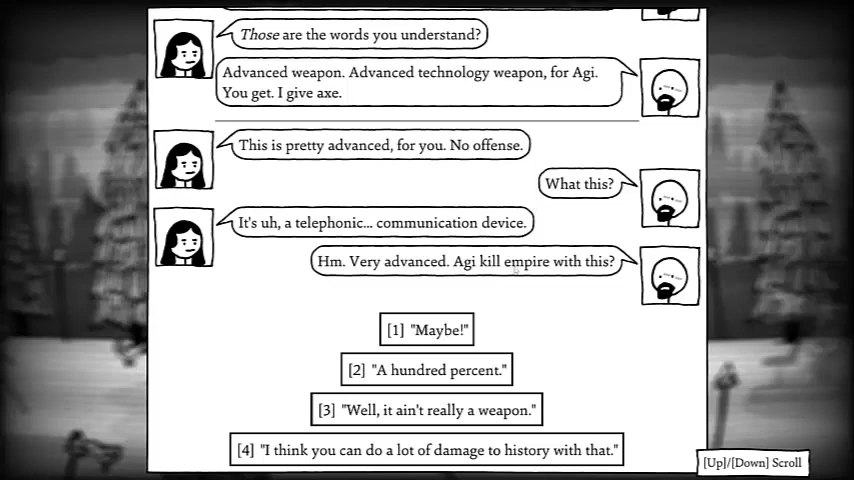 Those are the words you understand?
Advanced weapon. Advanced technology weapon, for Agi.
You get. I give axe.
This is pretty advanced, for you. No offense.
What this?
It's uh, a telephonic... communication device.
Hm. Very advanced. Agi kill empire with this?
[1] "Maybe!"
[2] "A hundred percent."
[3] "Well, it ain't really a weapon."
[4] "I think you can do a lot of damage to history with that."
[Up]/[Down] Scroll